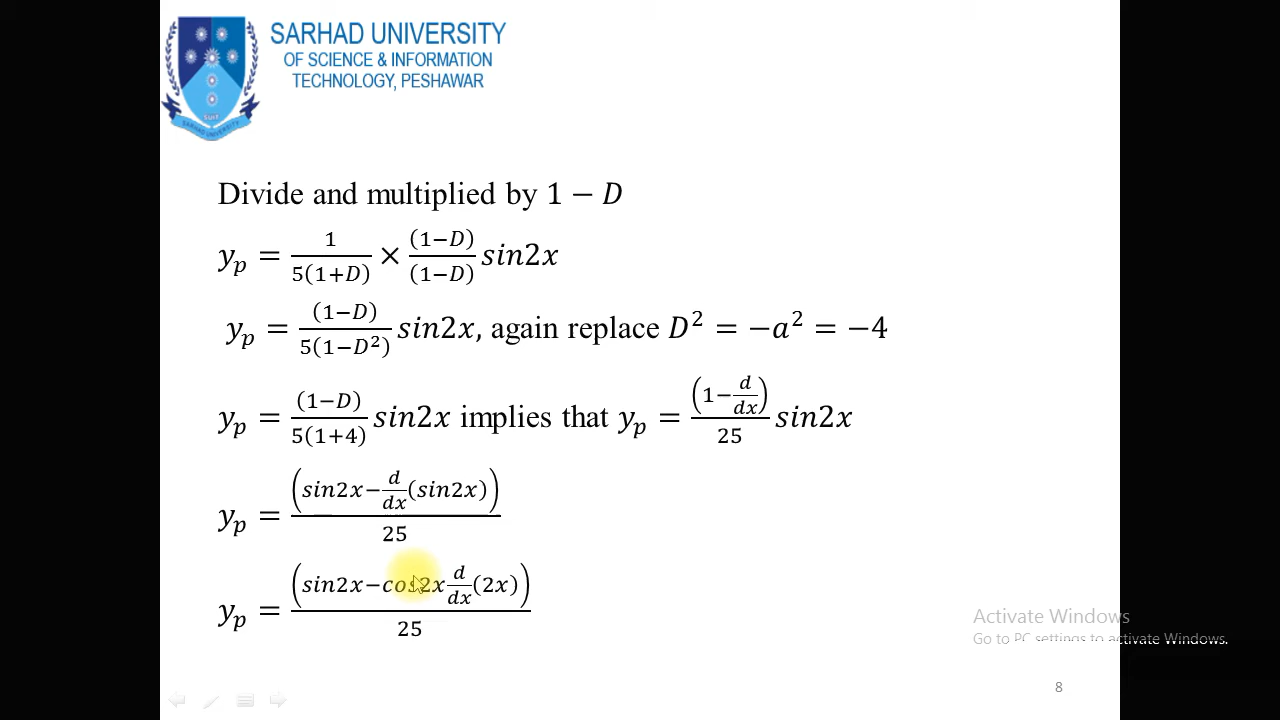 SARHAD UNIVERSITY
OF SCIENCE & INFORMATION
TECHNOLOGY, PESHAWAR
SUIT
SARHAD UNIVERSITY
Divide and multiplied by 1 − D
y_p = 1/(5(1+D)) × (1−D)/(1−D) sin2x
y_p = (1−D)/(5(1−D²)) sin2x, again replace D² = −a² = −4
y_p = (1−D)/(5(1+4)) sin2x implies that y_p = (1−d/dx)/25 sin2x
y_p = (sin2x−d/dx(sin2x))/25
y_p = (sin2x−cos2x d/dx(2x))/25
Activate Windows
Go to PC settings to activate Windows.
8